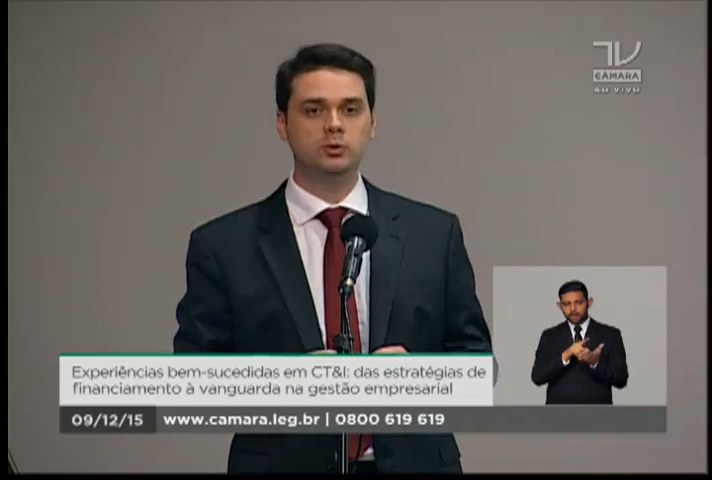 TV
CÂMARA
AO VIVO
Experiências bem-sucedidas em CT&I: das estratégias de
financiamento à vanguarda na gestão empresarial
09/12/15 www.camara.leg.br | 0800 619 619